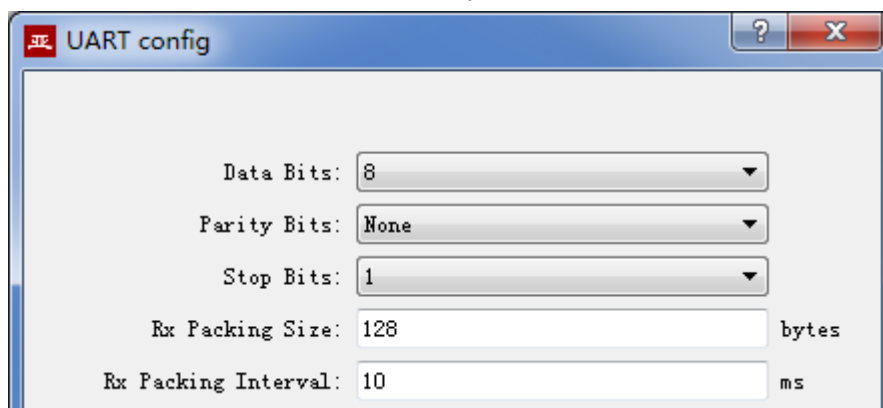 UART config
Data Bits: 8
Parity Bits: None
Stop Bits: 1
Rx Packing Size: 128 bytes
Rx Packing Interval: 10 ms